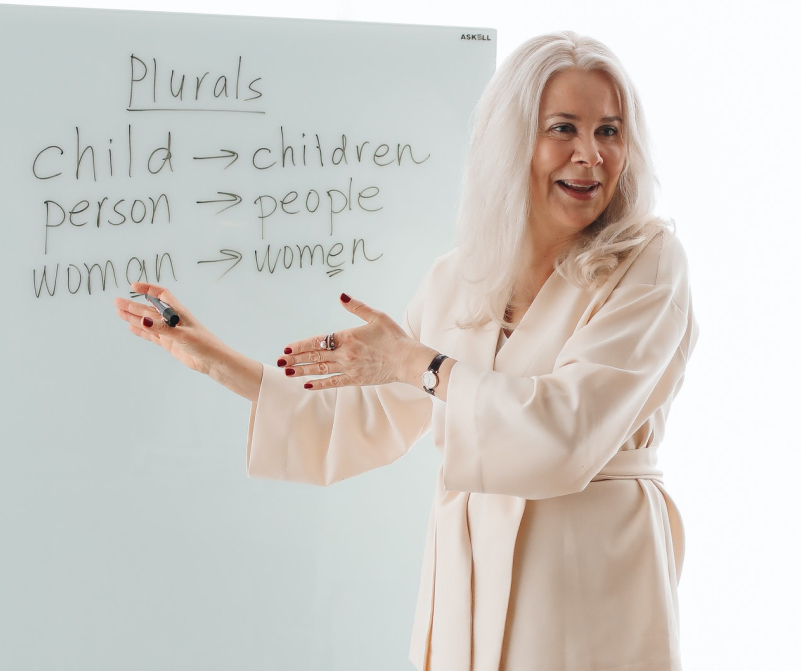 ASKELL
Plurals
child → children
person → people
woman → women